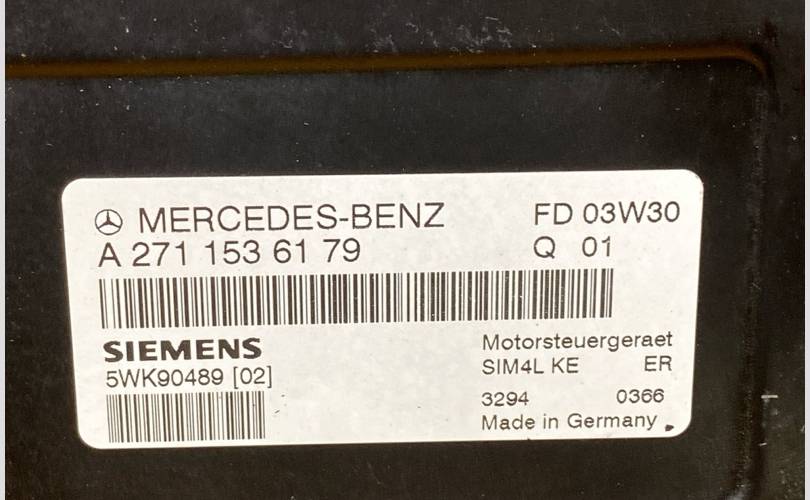 MERCEDES-BENZ FD 03W30
A 271 153 61 79 Q 01
SIEMENS
5WK90489 [02]
Motorsteuergeraet
SIM4L KE ER
3294 0366
Made in Germany